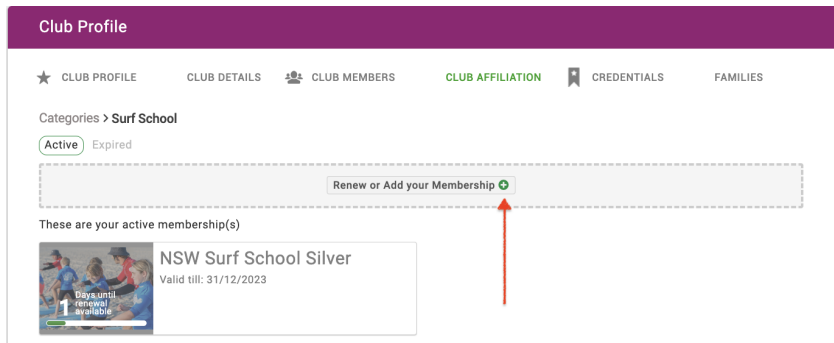 Club Profile
CLUB PROFILE CLUB DETAILS CLUB MEMBERS CLUB AFFILIATION CREDENTIALS FAMILIES
Categories > Surf School
Active Expired
Renew or Add your Membership
These are your active membership(s)
NSW Surf School Silver
Valid till: 31/12/2023
1 Days until
renewal
available